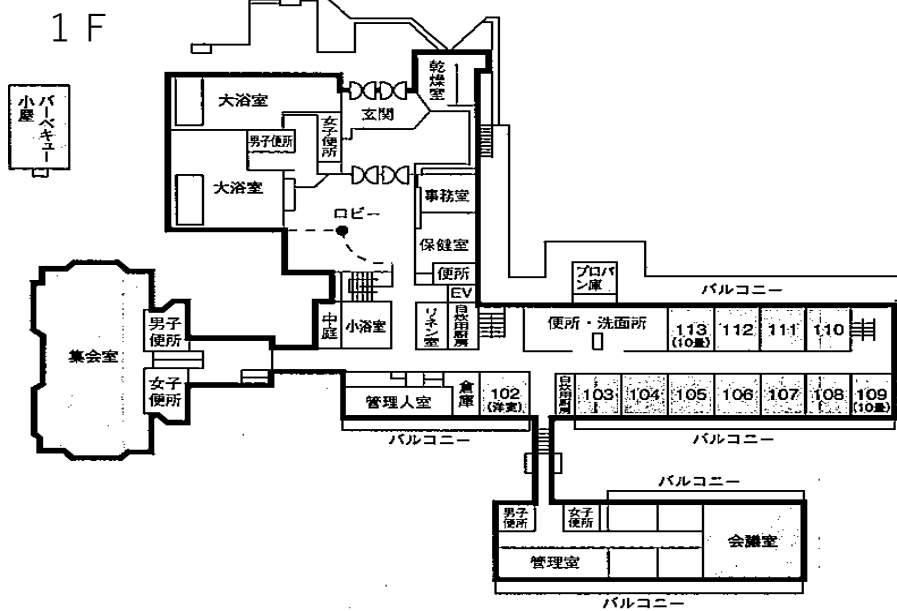 1F
バーベキュー
小屋
大浴室
乾燥室
玄関
男子便所
女子便所
大浴室
事務室
ロビー
保健室
便所
EV
プロパ
ン庫
バルコニー
中庭
小浴室
リネン室
自炊用厨房
便所・洗面所
113
(10畳)
112
111
110
男子
便所
集会室
女子
便所
管理人室
倉庫
102
(洋室)
自炊用厨房
103
104
105
106
107
108
109
(10畳)
バルコニー
バルコニー
バルコニー
男子
便所
女子
便所
会議室
管理室
バルコニー